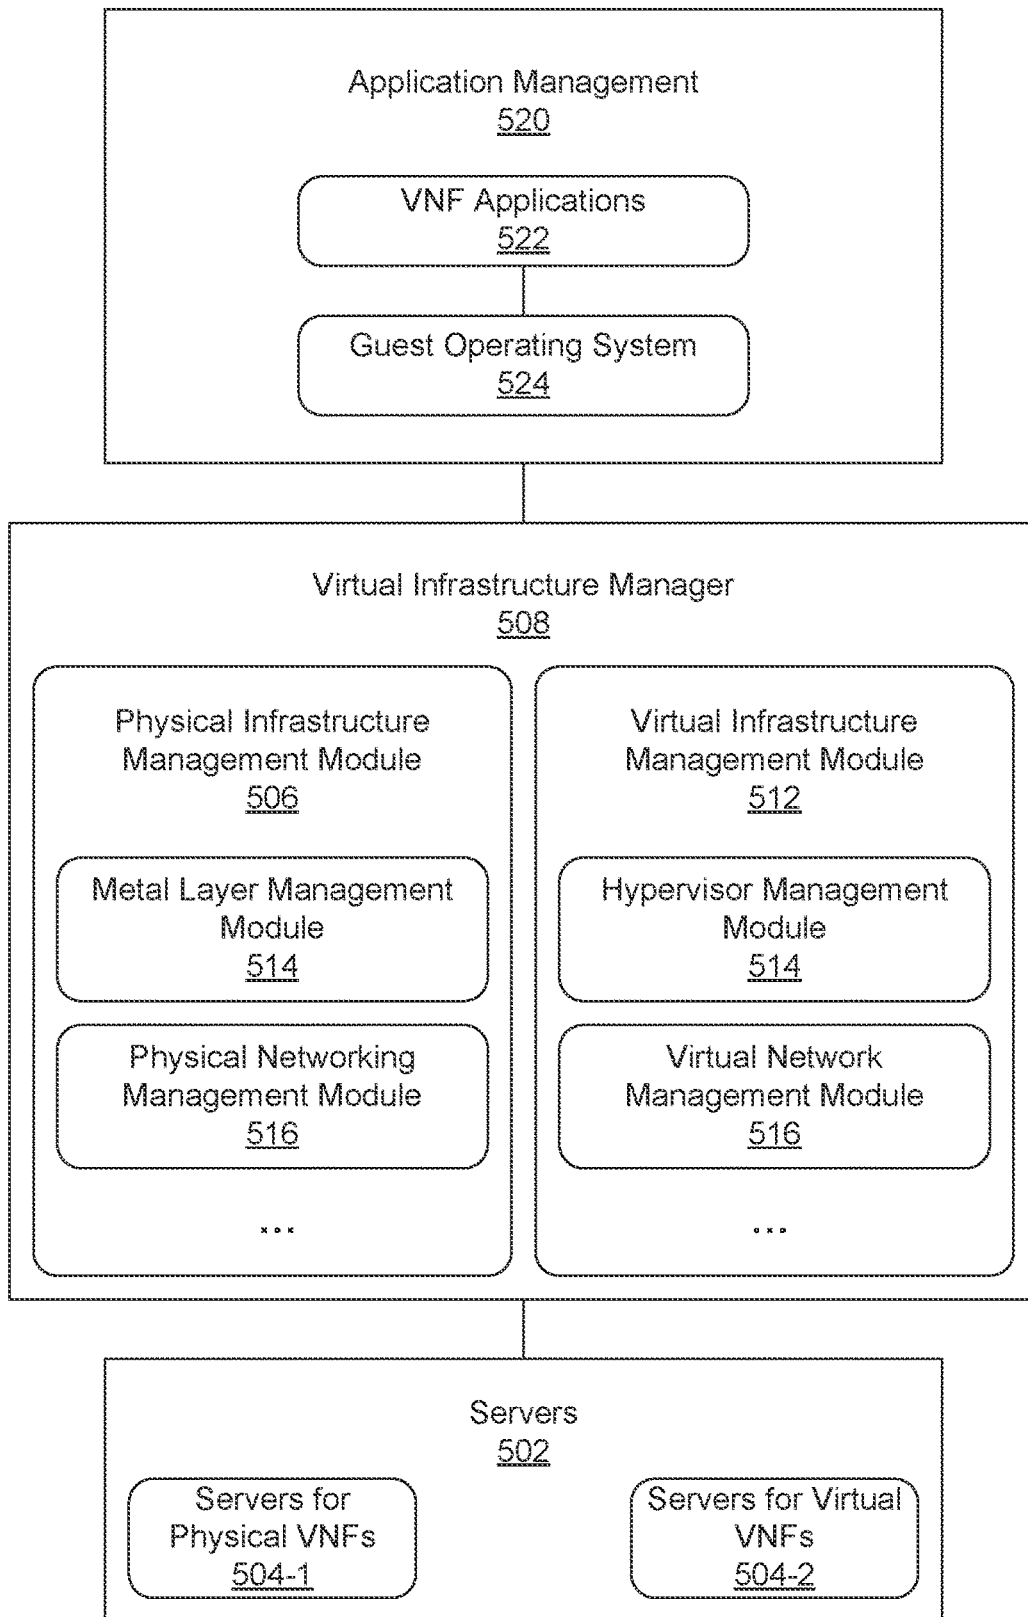 Application Management
520
VNF Applications
522
Guest Operating System
524
Virtual Infrastructure Manager
508
Physical Infrastructure
Management Module
506
Metal Layer Management
Module
514
Physical Networking
Management Module
516
...
Virtual Infrastructure
Management Module
512
Hypervisor Management
Module
514
Virtual Network
Management Module
516
...
Servers
502
Servers for
Physical VNFs
504-1
Servers for Virtual
VNFs
504-2